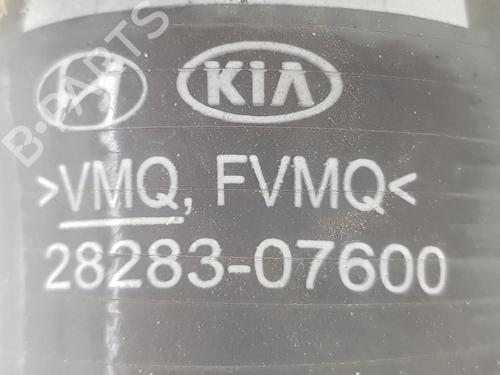 B-PARTS
KIA
>VMQ, FVMQ<
28283-07600